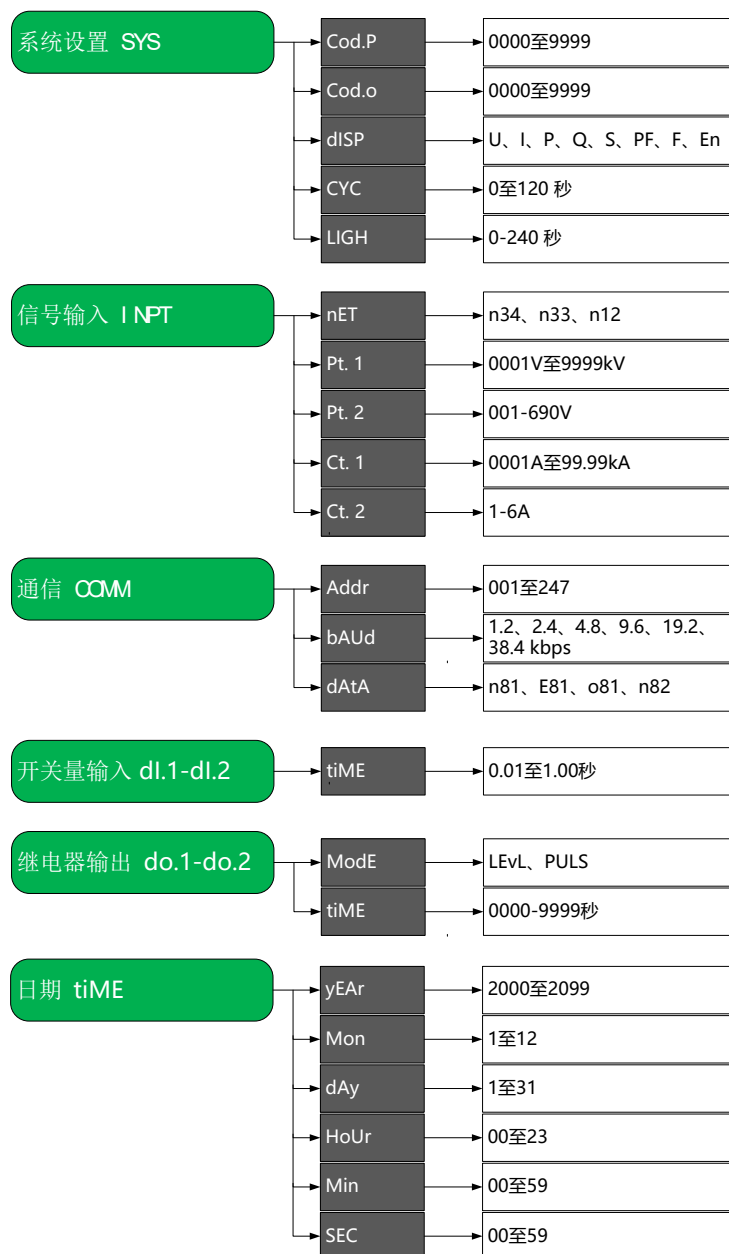 系统设置 SYS
Cod.P
0000至9999
Cod.o
0000至9999
dISP
U、I、P、Q、S、PF、F、En
CYC
0至120 秒
LIGH
0-240 秒
信号输入 INPT
nET
n34、n33、n12
Pt. 1
0001V至9999kV
Pt. 2
001-690V
Ct. 1
0001A至99.99kA
Ct. 2
1-6A
通信 COMM
Addr
001至247
bAUd
1.2、2.4、4.8、9.6、19.2、
38.4 kbps
dAtA
n81、E81、o81、n82
开关量输入 dI.1-dI.2
tiME
0.01至1.00秒
继电器输出 do.1-do.2
ModE
LEvL、PULS
tiME
0000-9999秒
日期 tiME
yEAr
2000至2099
Mon
1至12
dAy
1至31
HoUr
00至23
Min
00至59
SEC
00至59